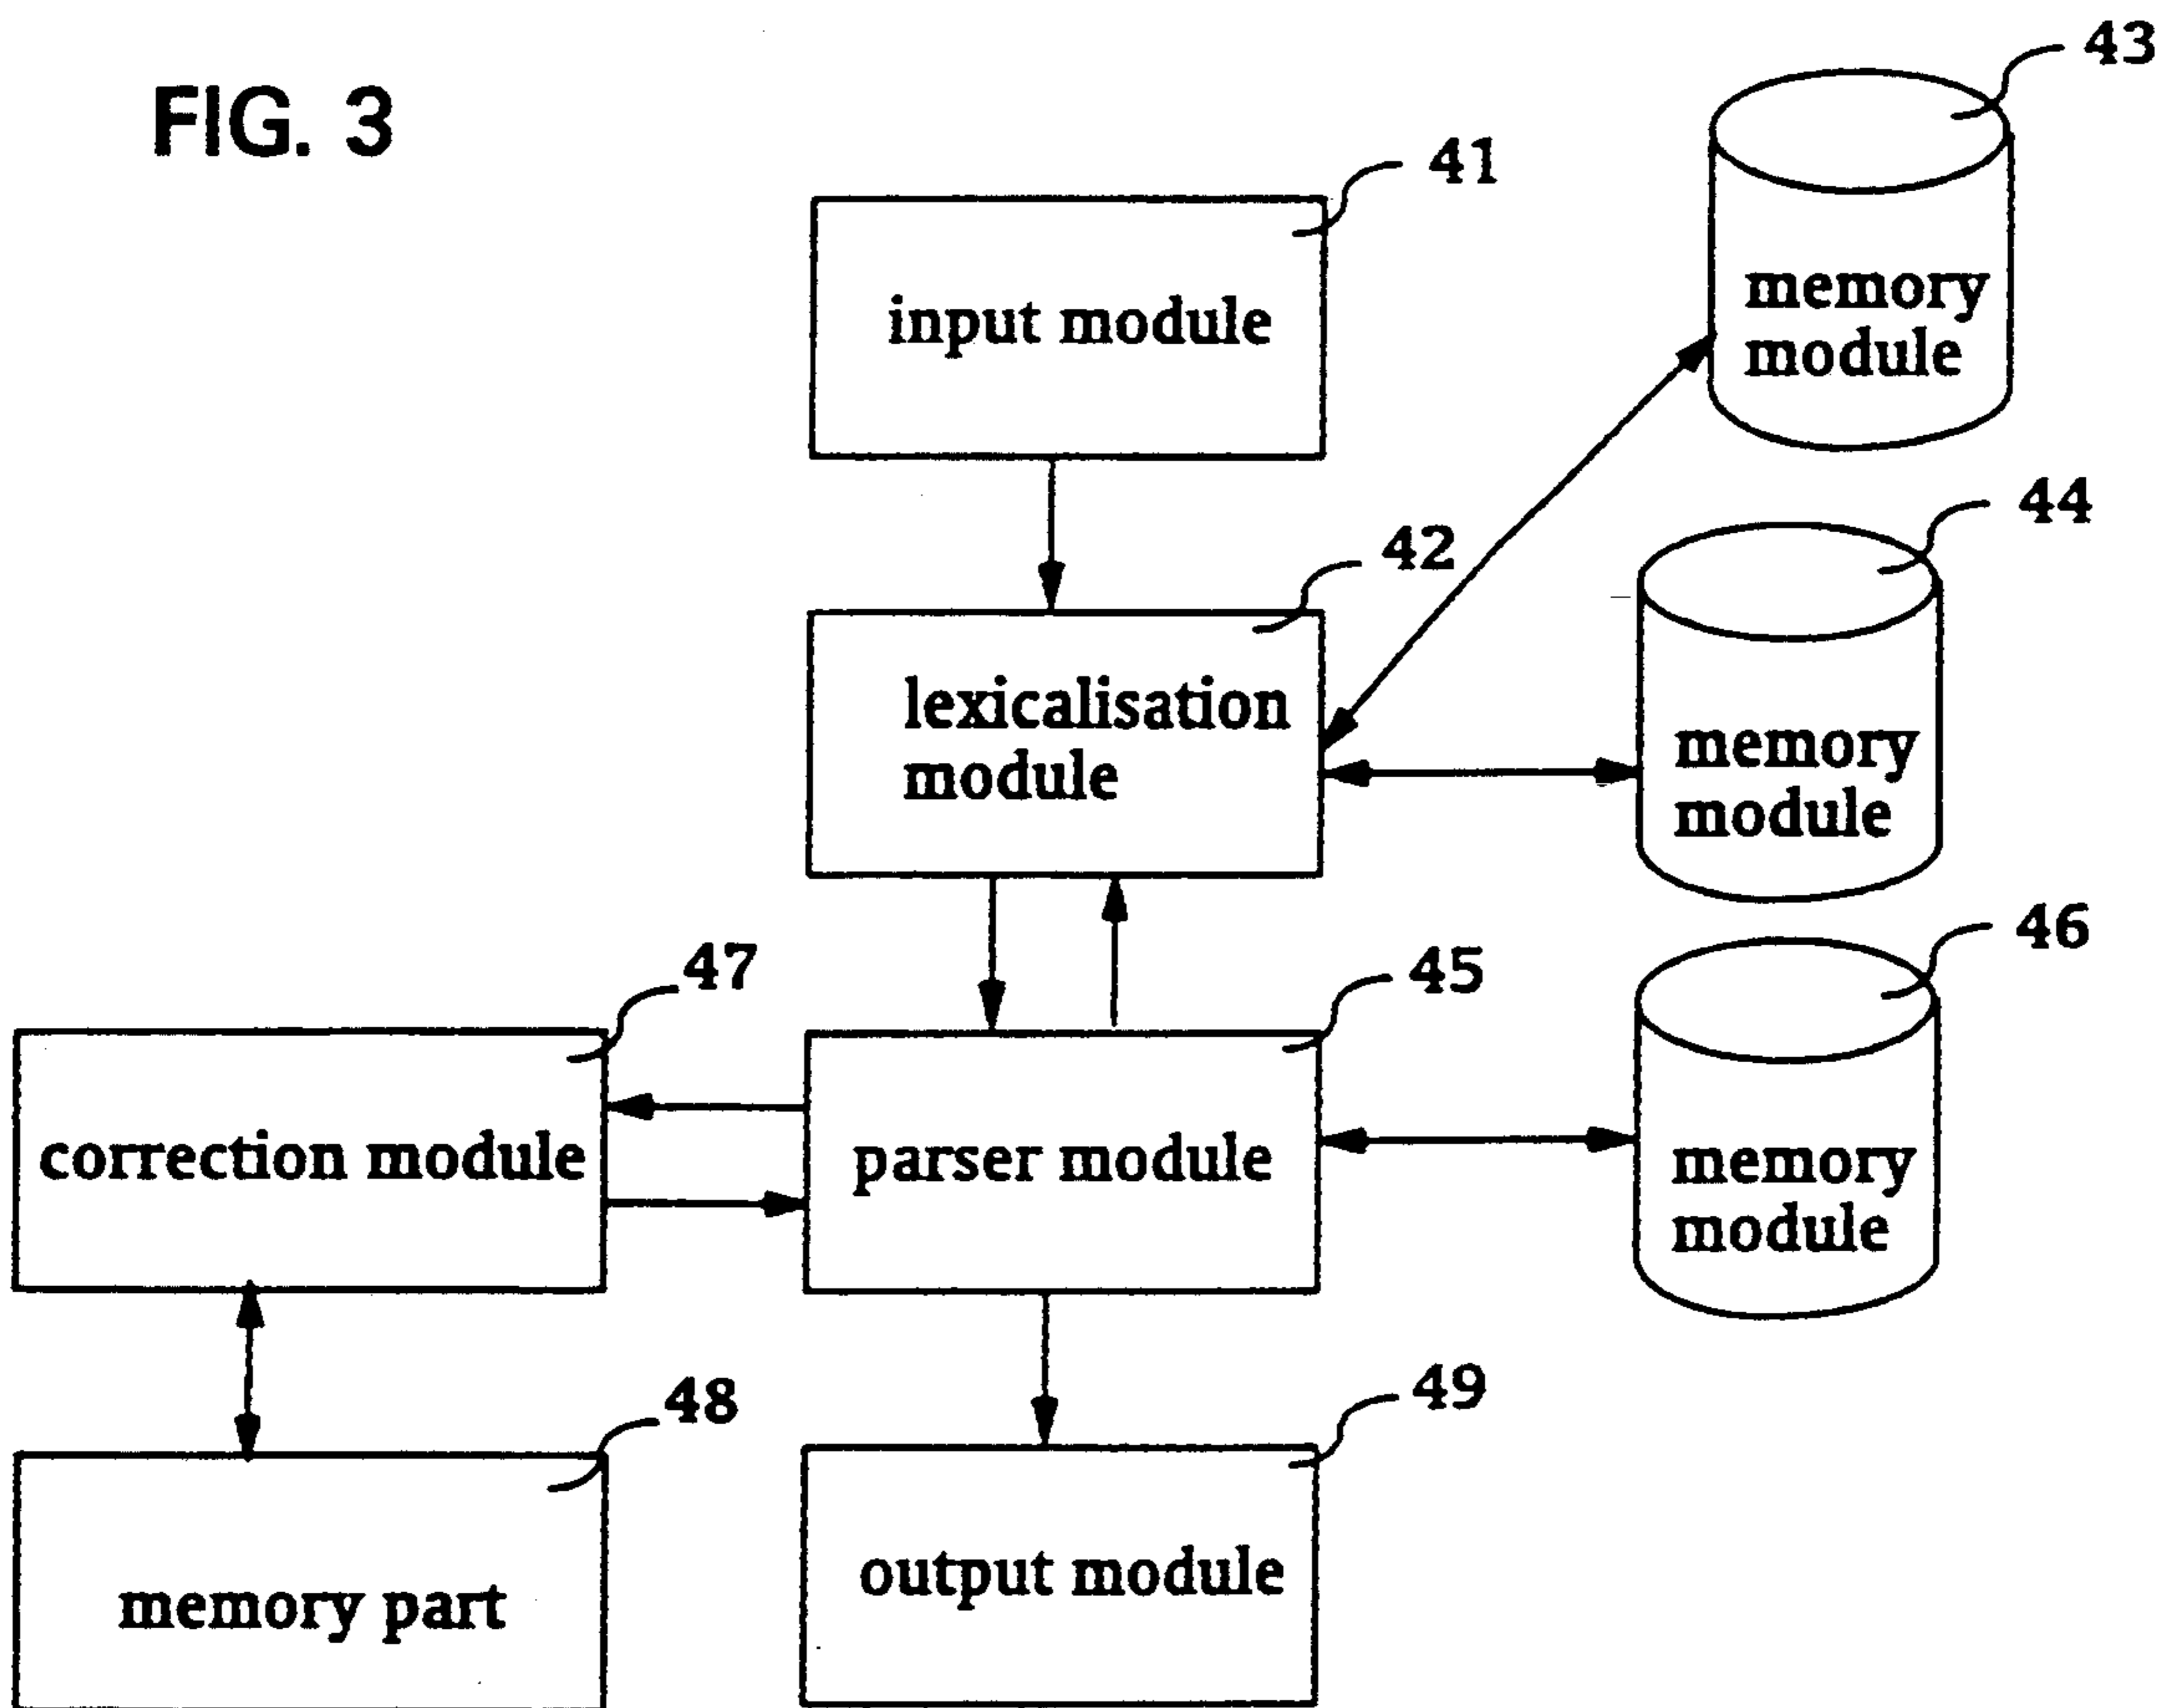 FIG. 3
43
41
input module
memory
module
44
42
lexicalisation
module
memory
module
46
47
45
correction module
parser module
memory
module
48
49
memory part
output module